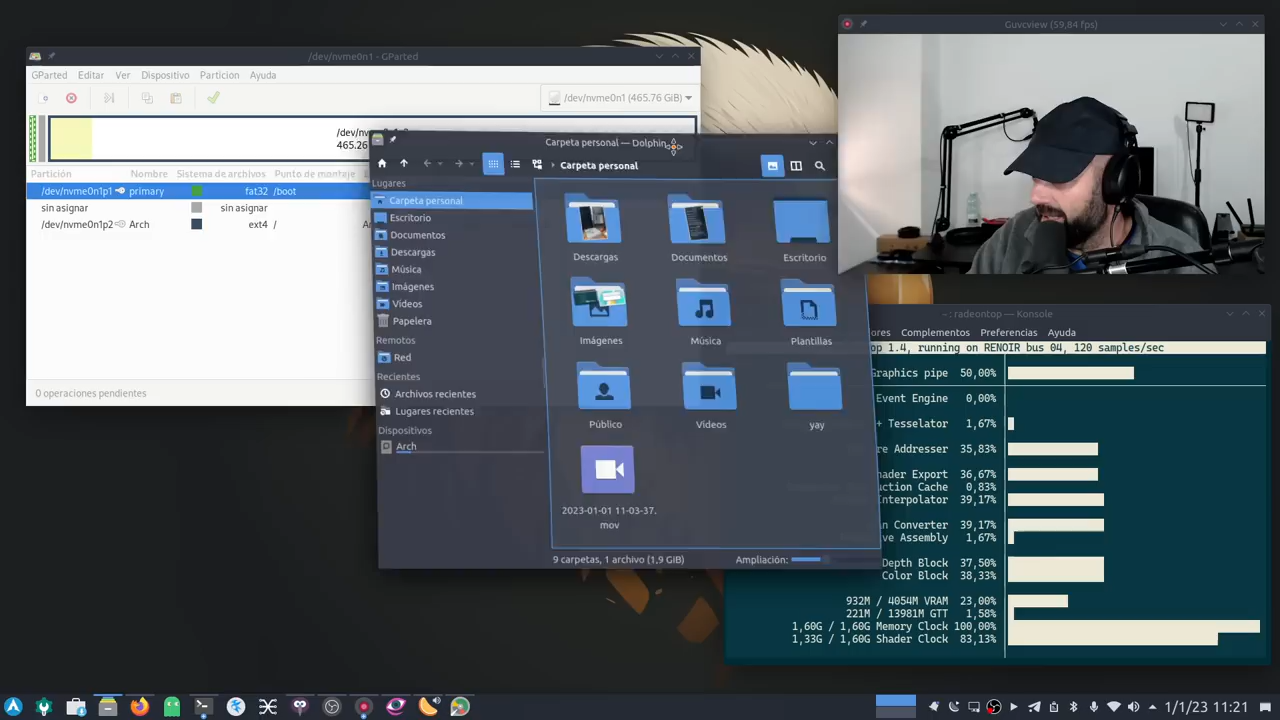 /dev/nvme0n1 - GParted
GParted Editar Ver Dispositivo Partición Ayuda
/dev/nvme0n1 (465.76 GiB)
465.26
Partición Nombre Sistema de archivos Punto de montaje
/dev/nvme0n1p1 primary fat32 /boot
sin asignar sin asignar
/dev/nvme0n1p2 Arch ext4 /
0 operaciones pendientes
Carpeta personal — Dolphin
Carpeta personal
Lugares
Carpeta personal
Escritorio
Documentos
Descargas
Música
Imágenes
Vídeos
Papelera
Remotos
Red
Recientes
Archivos recientes
Lugares recientes
Dispositivos
Arch
Descargas Documentos Escritorio
Imágenes Música Plantillas
Público Vídeos yay
2023-01-01 11-03-37.
mov
9 carpetas, 1 archivo (1,9 GiB) Ampliación:
Guvcview (59,84 fps)
~ : radeontop — Konsole
ores Complementos Preferencias Ayuda
op 1.4, running on RENOIR bus 04, 120 samples/sec
Graphics pipe 50,00%
Event Engine 0,00%
+ Tesselator 1,67%
re Addresser 35,83%
hader Export 36,67%
uction Cache 0,83%
Interpolator 39,17%
an Converter 39,17%
ve Assembly 1,67%
Depth Block 37,50%
Color Block 38,33%
932M / 4054M VRAM 23,00%
221M / 13981M GTT 1,58%
1,60G / 1,60G Memory Clock 100,00%
1,33G / 1,60G Shader Clock 83,13%
1/1/23 11:21